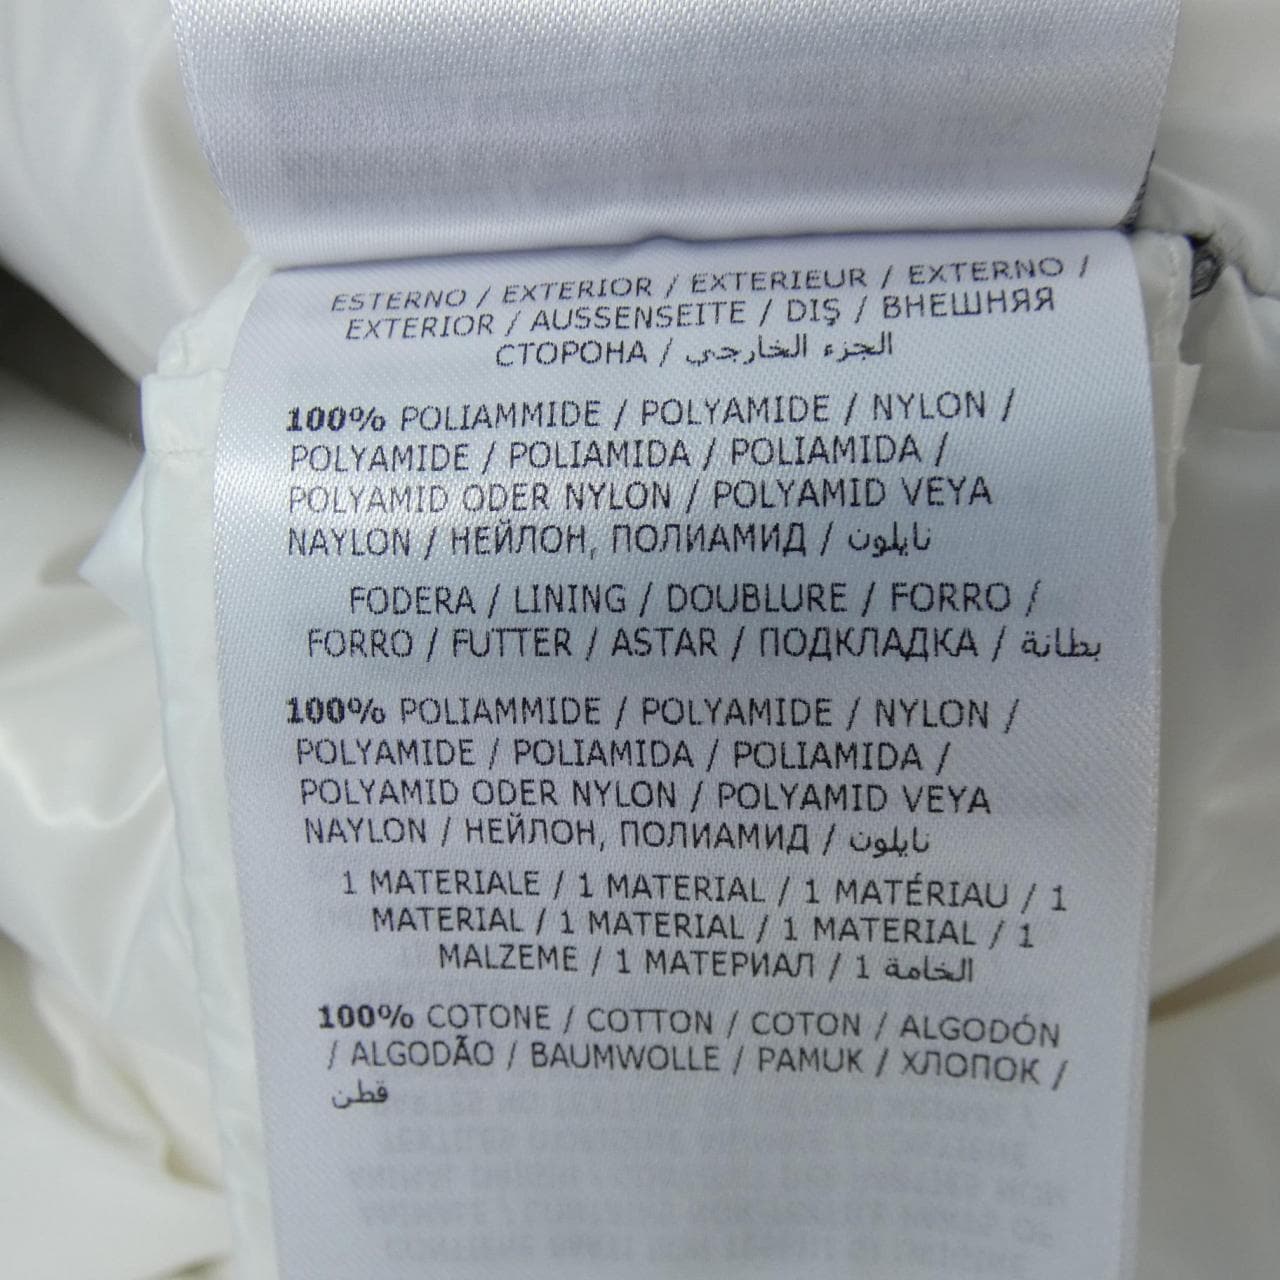 ESTERNO / EXTERIOR / EXTERIEUR / EXTERNO /
EXTERIOR / AUSSENSEITE / DIŞ / ВНЕШНЯЯ
СТОРОНА / الجزء الخارجي
100% POLIAMMIDE / POLYAMIDE / NYLON /
POLYAMIDE / POLIAMIDA / POLIAMIDA /
POLYAMID ODER NYLON / POLYAMID VEYA
NAYLON / НЕЙЛОН, ПОЛИАМИД / نايلون
FODERA / LINING / DOUBLURE / FORRO /
FORRO / FUTTER / ASTAR / ПОДКЛАДКА / بطانة
100% POLIAMMIDE / POLYAMIDE / NYLON /
POLYAMIDE / POLIAMIDA / POLIAMIDA /
POLYAMID ODER NYLON / POLYAMID VEYA
NAYLON / НЕЙЛОН, ПОЛИАМИД / نايلون
1 MATERIALE / 1 MATERIAL / 1 MATÉRIAU / 1
MATERIAL / 1 MATERIAL / 1 MATERIAL / 1
MALZEME / 1 МАТЕРИАЛ / 1 الخامة
100% COTONE / COTTON / COTON / ALGODÓN
/ ALGODÃO / BAUMWOLLE / PAMUK / ХЛОПОК /
قطن